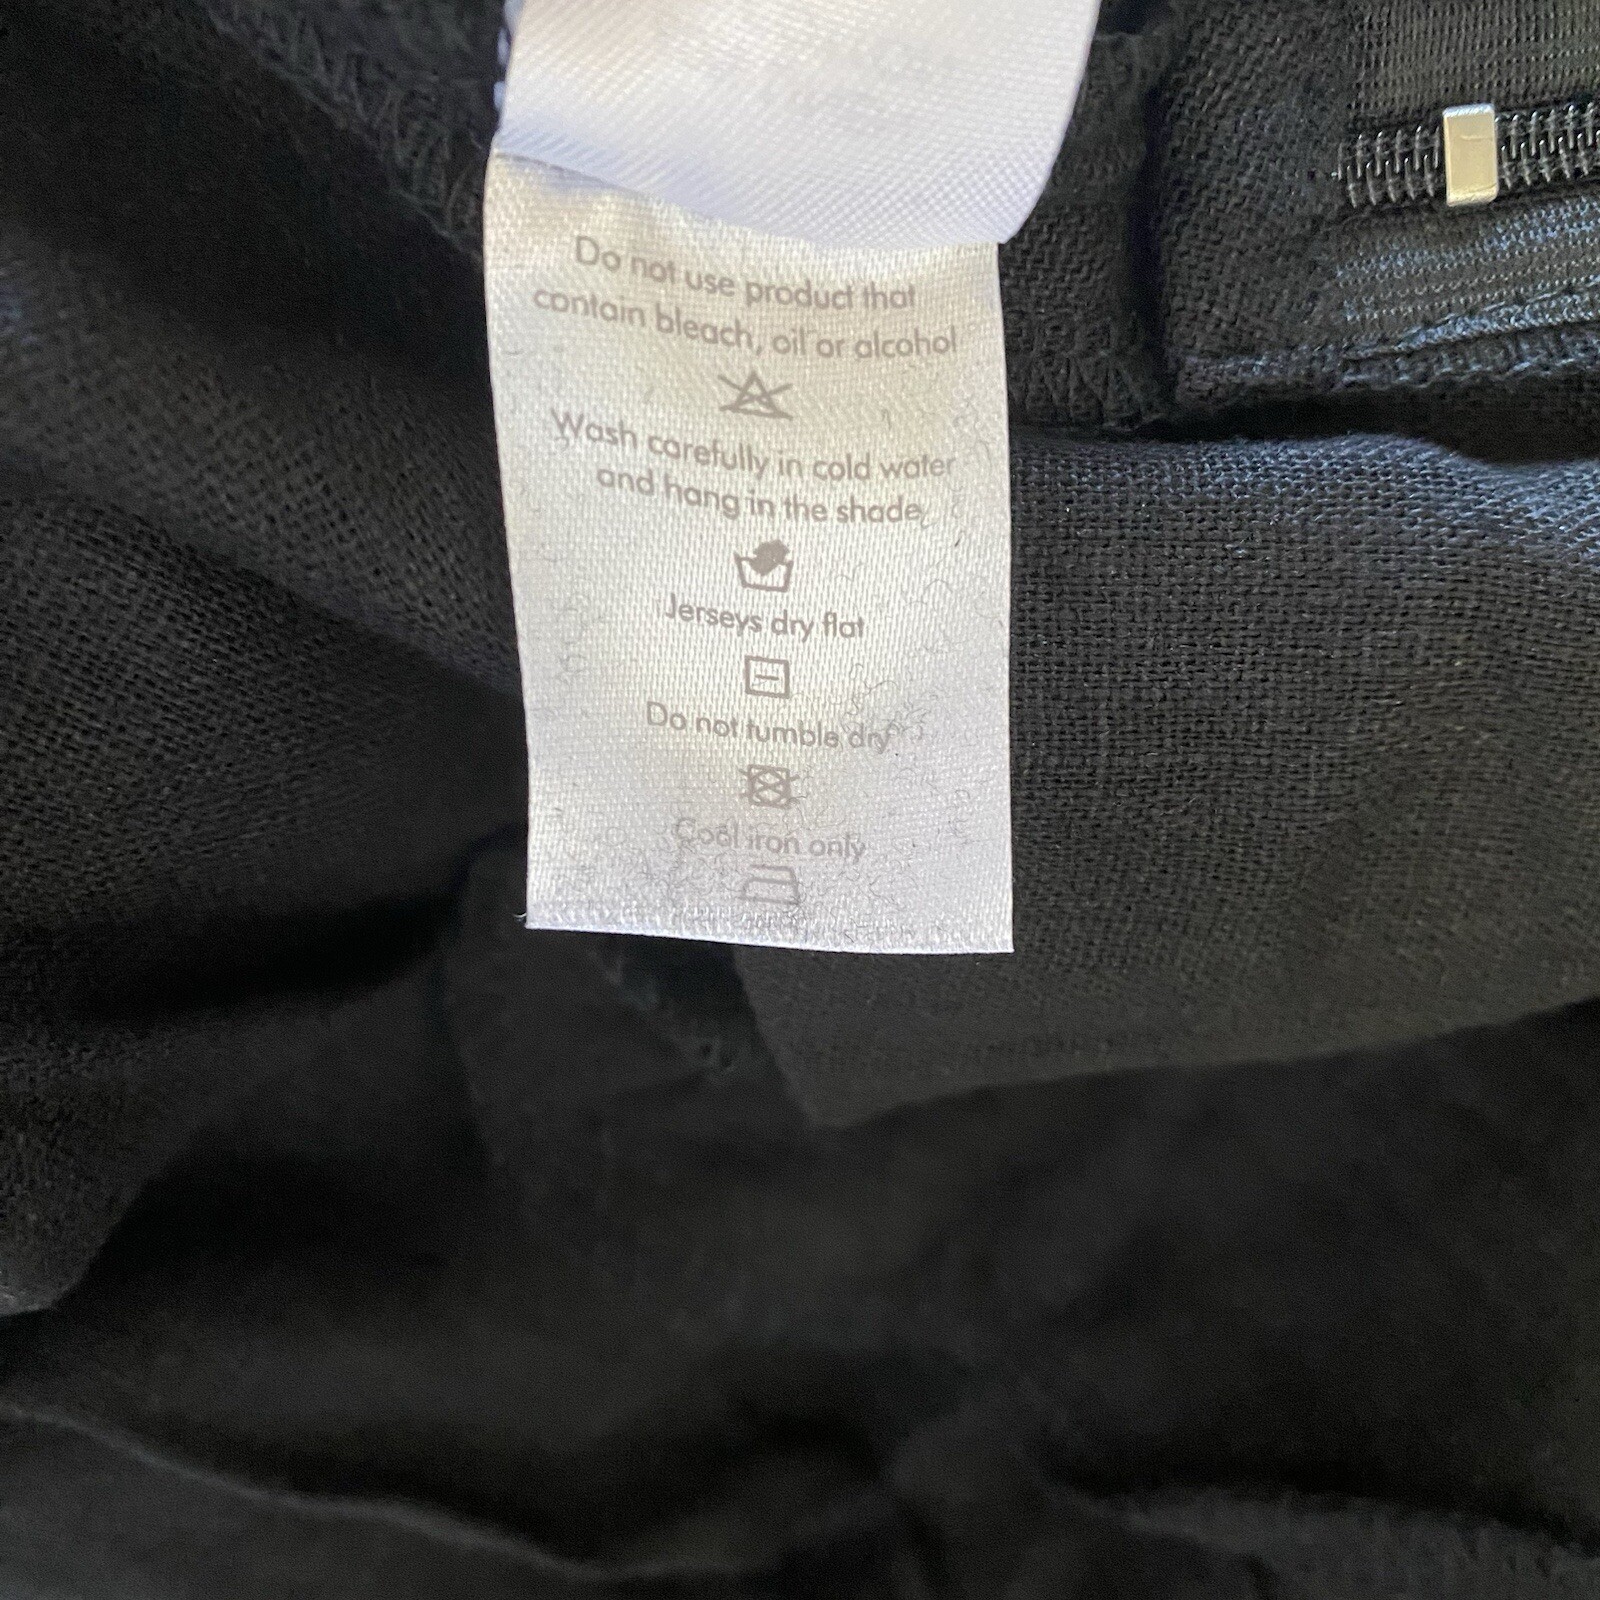 Do not use product that
contain bleach, oil or alcohol
Wash carefully in cold water
and hang in the shade
Jerseys dry flat
Do not tumble dry
Cool iron only